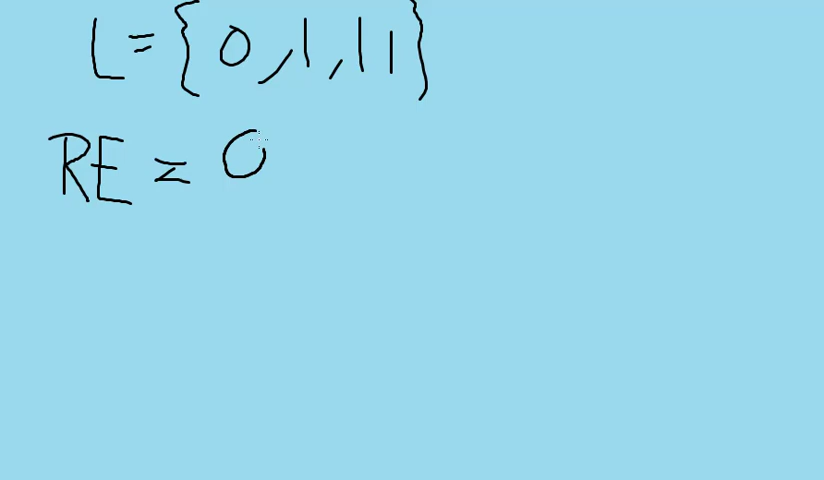 L = {0, 1, 11}
RE = 0